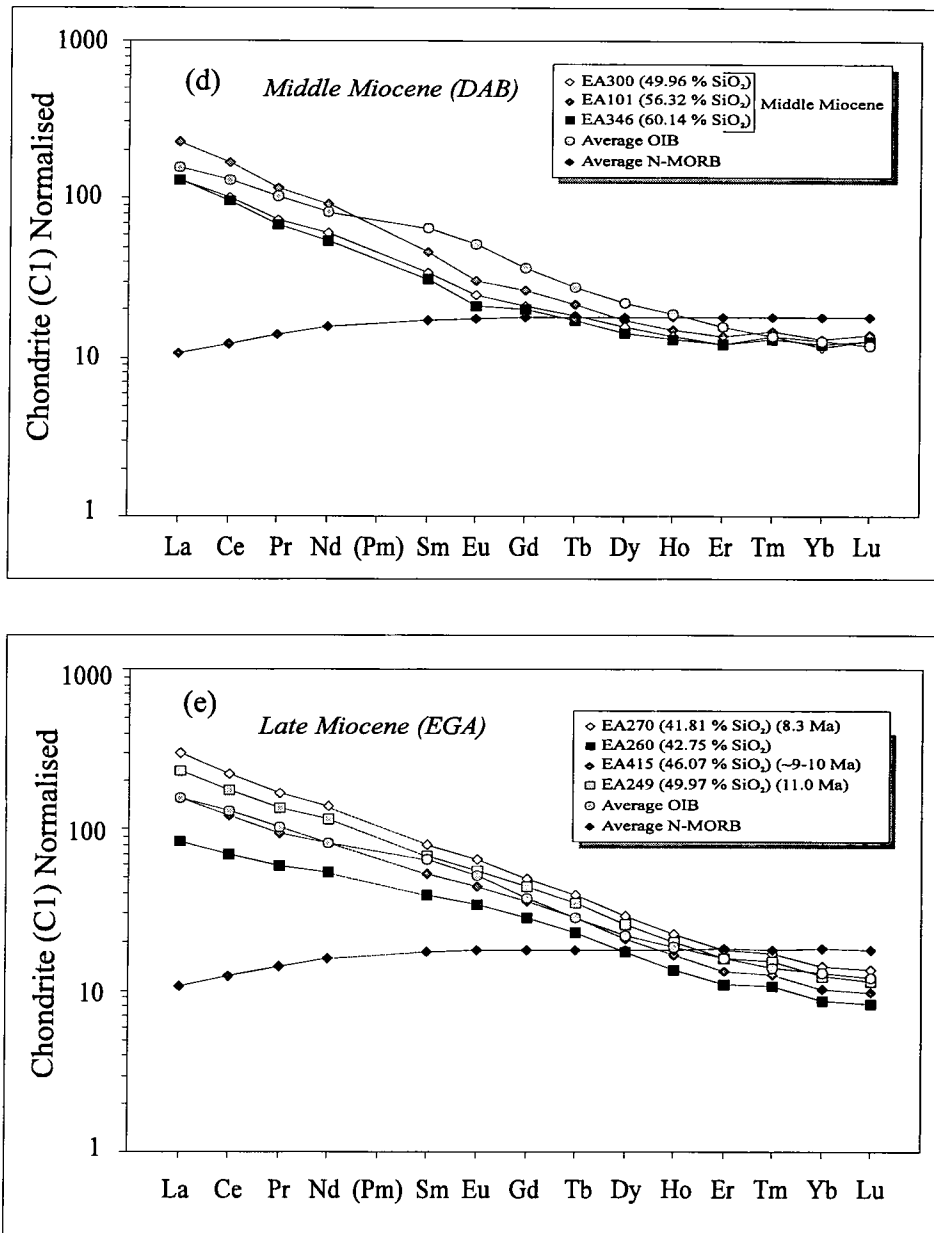 1000
(d)
Middle Miocene (DAB)
EA300 (49.96 % SiO₂)
EA101 (56.32 % SiO₂)
EA346 (60.14 % SiO₂)
Middle Miocene
Average OIB
Average N-MORB
100
10
1
Chondrite (C1) Normalised
La Ce Pr Nd (Pm) Sm Eu Gd Tb Dy Ho Er Tm Yb Lu
1000
(e)
Late Miocene (EGA)
EA270 (41.81 % SiO₂) (8.3 Ma)
EA260 (42.75 % SiO₂)
EA415 (46.07 % SiO₂) (~9-10 Ma)
EA249 (49.97 % SiO₂) (11.0 Ma)
Average OIB
Average N-MORB
100
10
1
Chondrite (C1) Normalised
La Ce Pr Nd (Pm) Sm Eu Gd Tb Dy Ho Er Tm Yb Lu